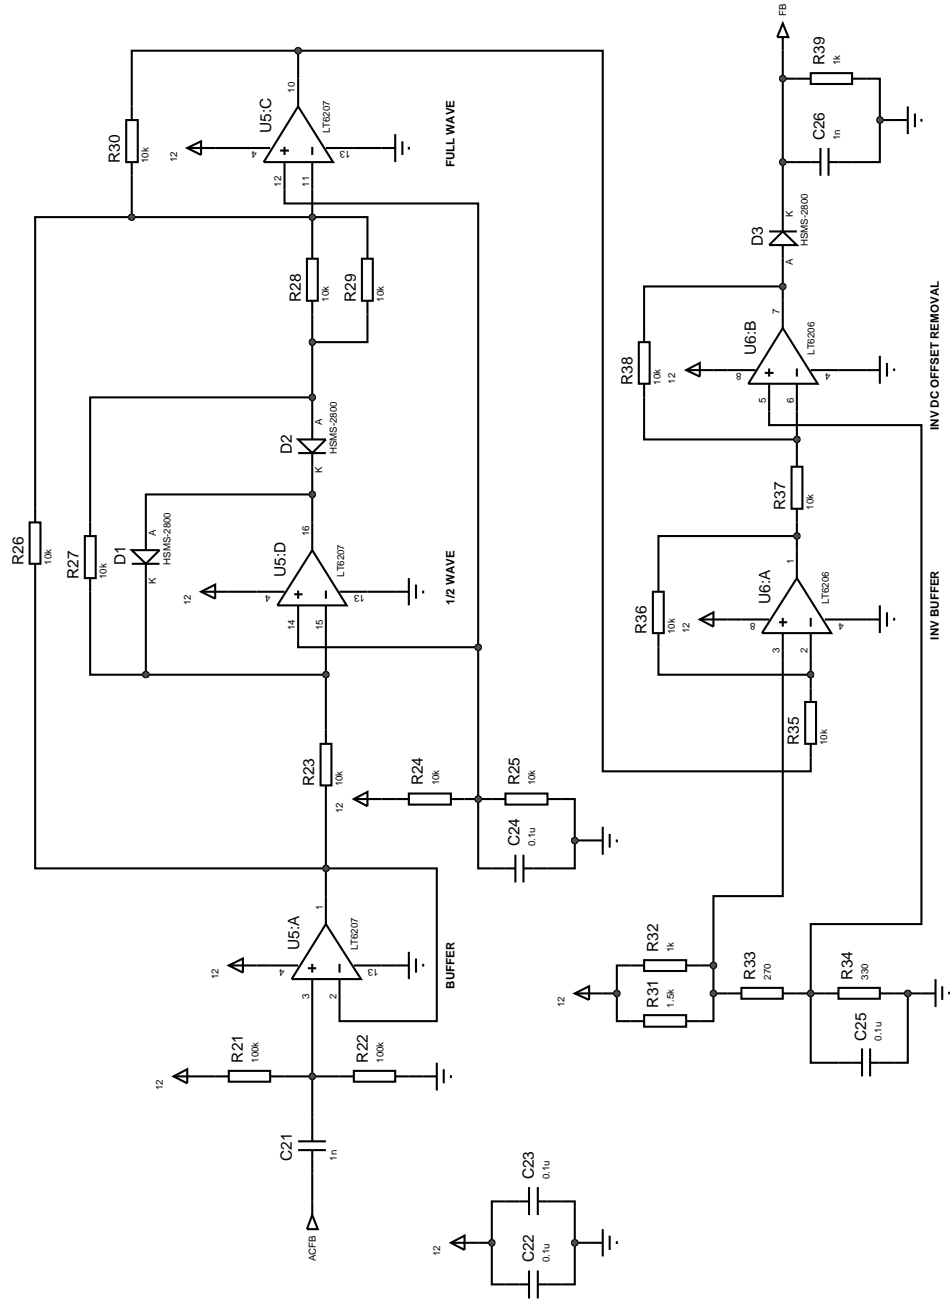 R30
10k
12
U5:C
LT6207
4
12
11
10
13
FULL WAVE
R28
10k
R29
10k
R26
10k
R27
10k
D1
HSMS-2800
A
K
D2
HSMS-2800
A
K
12
U5:D
LT6207
4
14
15
16
13
1/2 WAVE
R23
10k
12
R24
10k
R25
10k
C24
0.1u
12
U5:A
LT6207
4
3
2
1
13
BUFFER
12
R21
100k
R22
100k
C21
1n
ACFB
12
C22
0.1u
C23
0.1u
FB
R39
1k
C26
1n
D3
HSMS-2800
A
K
R38
10k
12
U6:B
LT6206
8
5
6
7
4
INV DC OFFSET REMOVAL
R37
10k
R36
10k
12
U6:A
LT6206
8
3
2
1
4
INV BUFFER
R35
10k
12
R32
1k
R31
1.5k
R33
270
R34
330
C25
0.1u